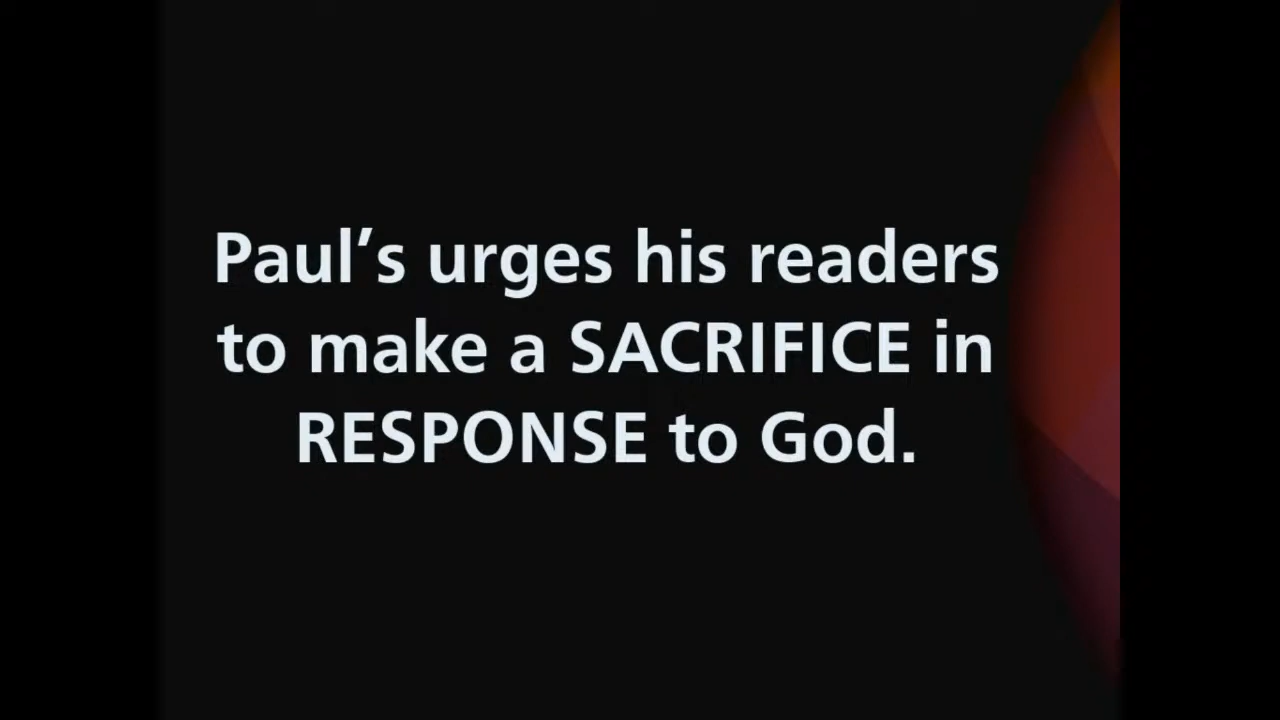 Paul’s urges his readers
to make a SACRIFICE in
RESPONSE to God.